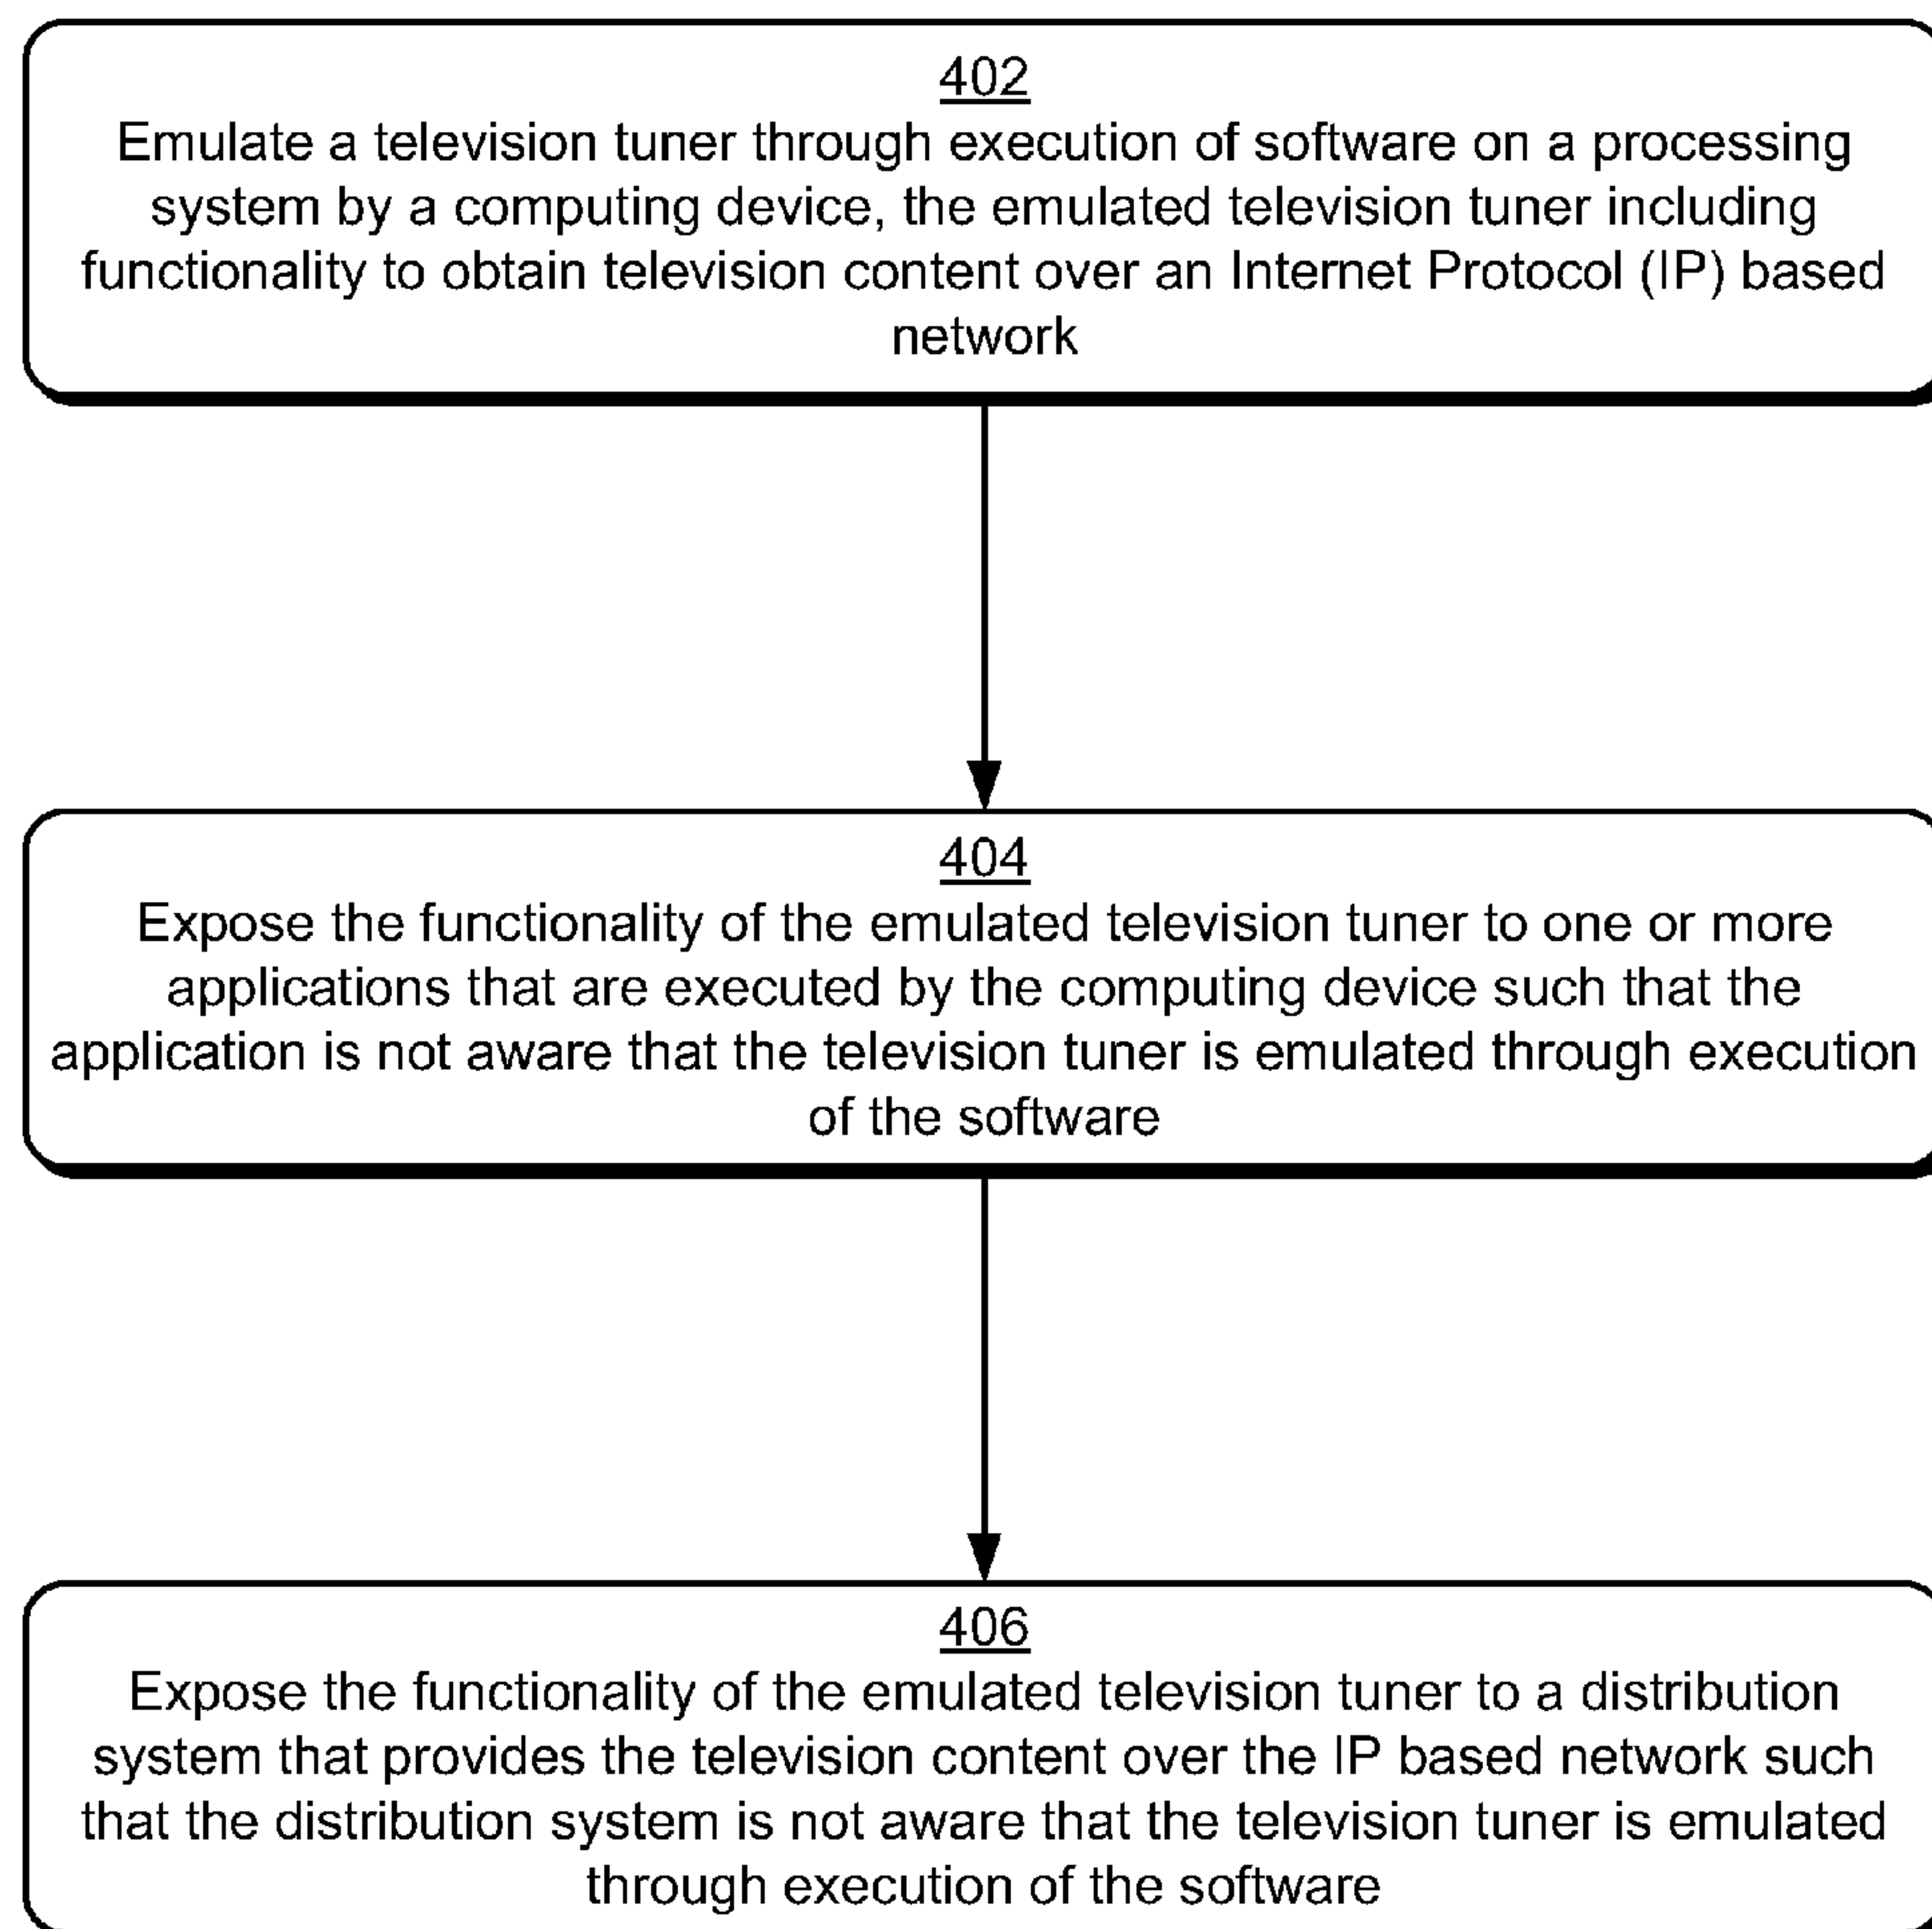 402
Emulate a television tuner through execution of software on a processing
system by a computing device, the emulated television tuner including
functionality to obtain television content over an Internet Protocol (IP) based
network
404
Expose the functionality of the emulated television tuner to one or more
applications that are executed by the computing device such that the
application is not aware that the television tuner is emulated through execution
of the software
406
Expose the functionality of the emulated television tuner to a distribution
system that provides the television content over the IP based network such
that the distribution system is not aware that the television tuner is emulated
through execution of the software